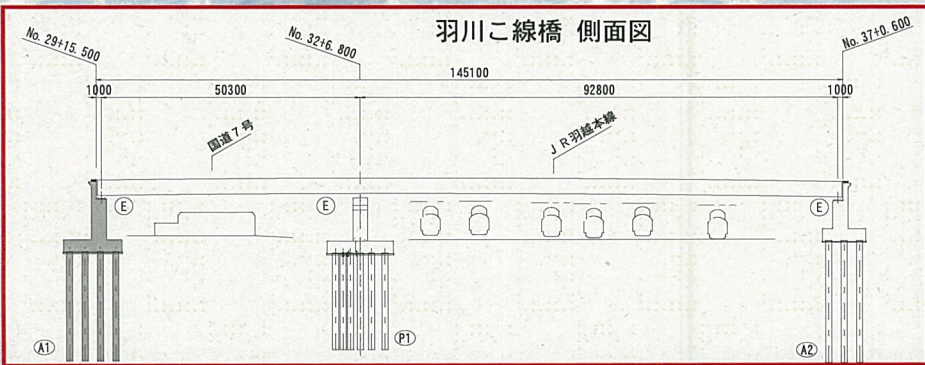 羽川こ線橋 側面図
No. 29+15. 500
No. 32+6. 800
No. 37+0. 600
145100
1000
50300
92800
1000
国道7号
JR羽越本線
E
E
E
A1
P1
A2